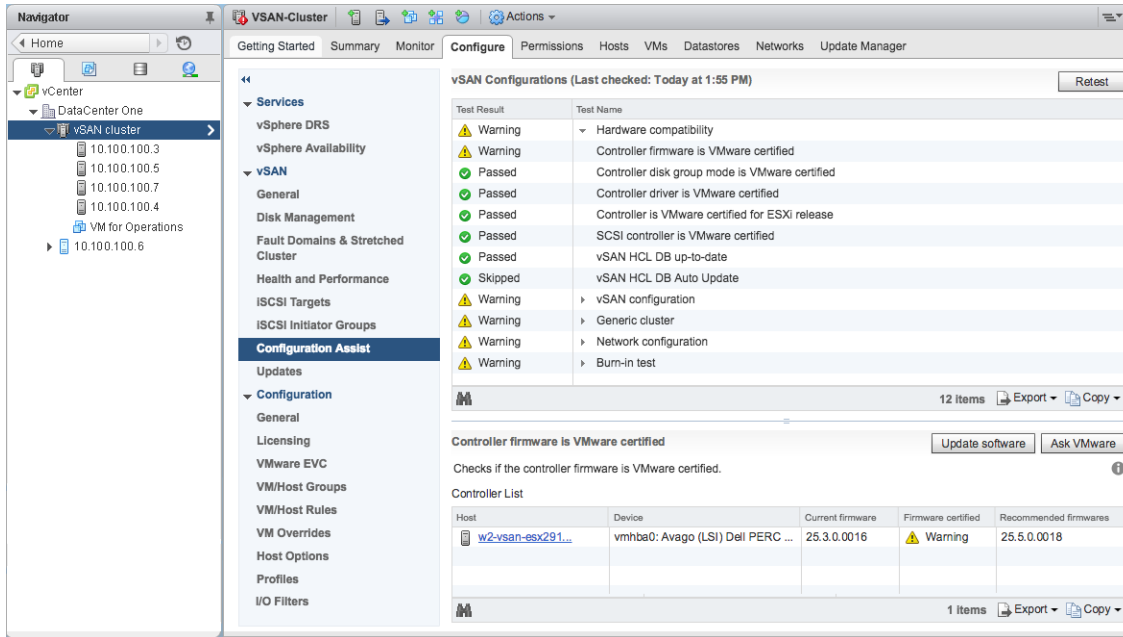 Navigator
Home
vCenter
DataCenter One
vSAN cluster
10.100.100.3
10.100.100.5
10.100.100.7
10.100.100.4
VM for Operations
10.100.100.6
VSAN-Cluster
Actions
Getting Started Summary Monitor Configure Permissions Hosts VMs Datastores Networks Update Manager
Services
vSphere DRS
vSphere Availability
vSAN
General
Disk Management
Fault Domains & Stretched
Cluster
Health and Performance
iSCSI Targets
iSCSI Initiator Groups
Configuration Assist
Updates
Configuration
General
Licensing
VMware EVC
VM/Host Groups
VM/Host Rules
VM Overrides
Host Options
Profiles
I/O Filters
vSAN Configurations (Last checked: Today at 1:55 PM)
Retest
Test Result Test Name
Warning Hardware compatibility
Warning Controller firmware is VMware certified
Passed Controller disk group mode is VMware certified
Passed Controller driver is VMware certified
Passed Controller is VMware certified for ESXi release
Passed SCSI controller is VMware certified
Passed vSAN HCL DB up-to-date
Skipped vSAN HCL DB Auto Update
Warning vSAN configuration
Warning Generic cluster
Warning Network configuration
Warning Burn-in test
12 items Export Copy
Controller firmware is VMware certified
Update software Ask VMware
Checks if the controller firmware is VMware certified.
Controller List
Host Device Current firmware Firmware certified Recommended firmwares
w2-vsan-esx291... vmhba0: Avago (LSI) Dell PERC ... 25.3.0.0016 Warning 25.5.0.0018
1 items Export Copy